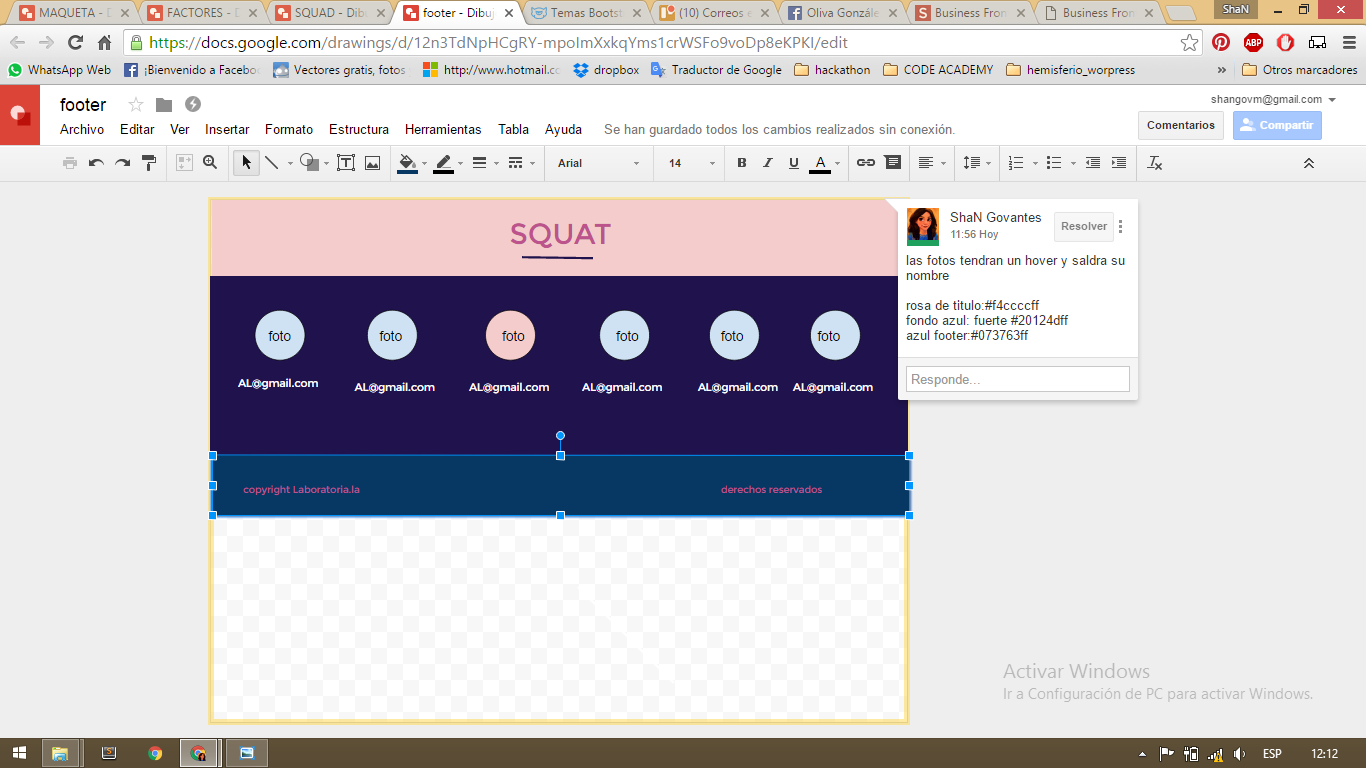 MAQUETA - D
FACTORES - D
SQUAD - Dibu
footer - Dibuj
Temas Bootst
(10) Correos e
Oliva Gonzále
Business Fron
Business Fron
ShaN
https://docs.google.com/drawings/d/12n3TdNpHCgRY-mpoImXxkqYms1crWSFo9voDp8eKPKI/edit
ABP
WhatsApp Web
¡Bienvenido a Faceboo
Vectores gratis, fotos
http://www.hotmail.cc
dropbox
Traductor de Google
hackathon
CODE ACADEMY
hemisferio_worpress
»
Otros marcadores
footer
shangovm@gmail.com
Archivo Editar Ver Insertar Formato Estructura Herramientas Tabla Ayuda Se han guardado todos los cambios realizados sin conexión.
Comentarios
Compartir
Arial
14
B I U A
SQUAT
foto foto foto foto foto foto
AL@gmail.com AL@gmail.com AL@gmail.com AL@gmail.com AL@gmail.com AL@gmail.com
copyright Laboratoria.la
derechos reservados
ShaN Govantes
11:56 Hoy
Resolver
las fotos tendran un hover y saldra su
nombre
rosa de titulo:#f4ccccff
fondo azul: fuerte #20124dff
azul footer:#073763ff
Responde...
Activar Windows
Ir a Configuración de PC para activar Windows.
ESP
12:12